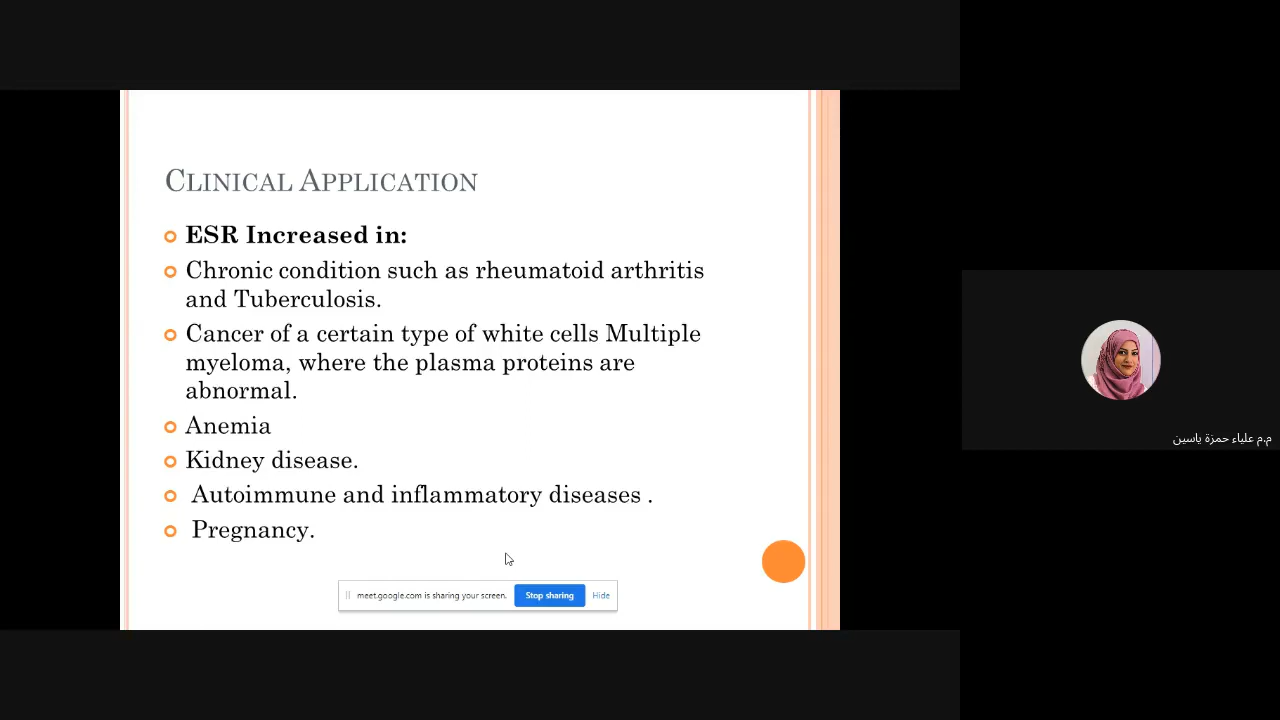 CLINICAL APPLICATION
ESR Increased in:
Chronic condition such as rheumatoid arthritis
and Tuberculosis.
Cancer of a certain type of white cells Multiple
myeloma, where the plasma proteins are
abnormal.
Anemia
Kidney disease.
Autoimmune and inflammatory diseases .
Pregnancy.
meet.google.com is sharing your screen. Stop sharing Hide
م.م علياء حمزة ياسين